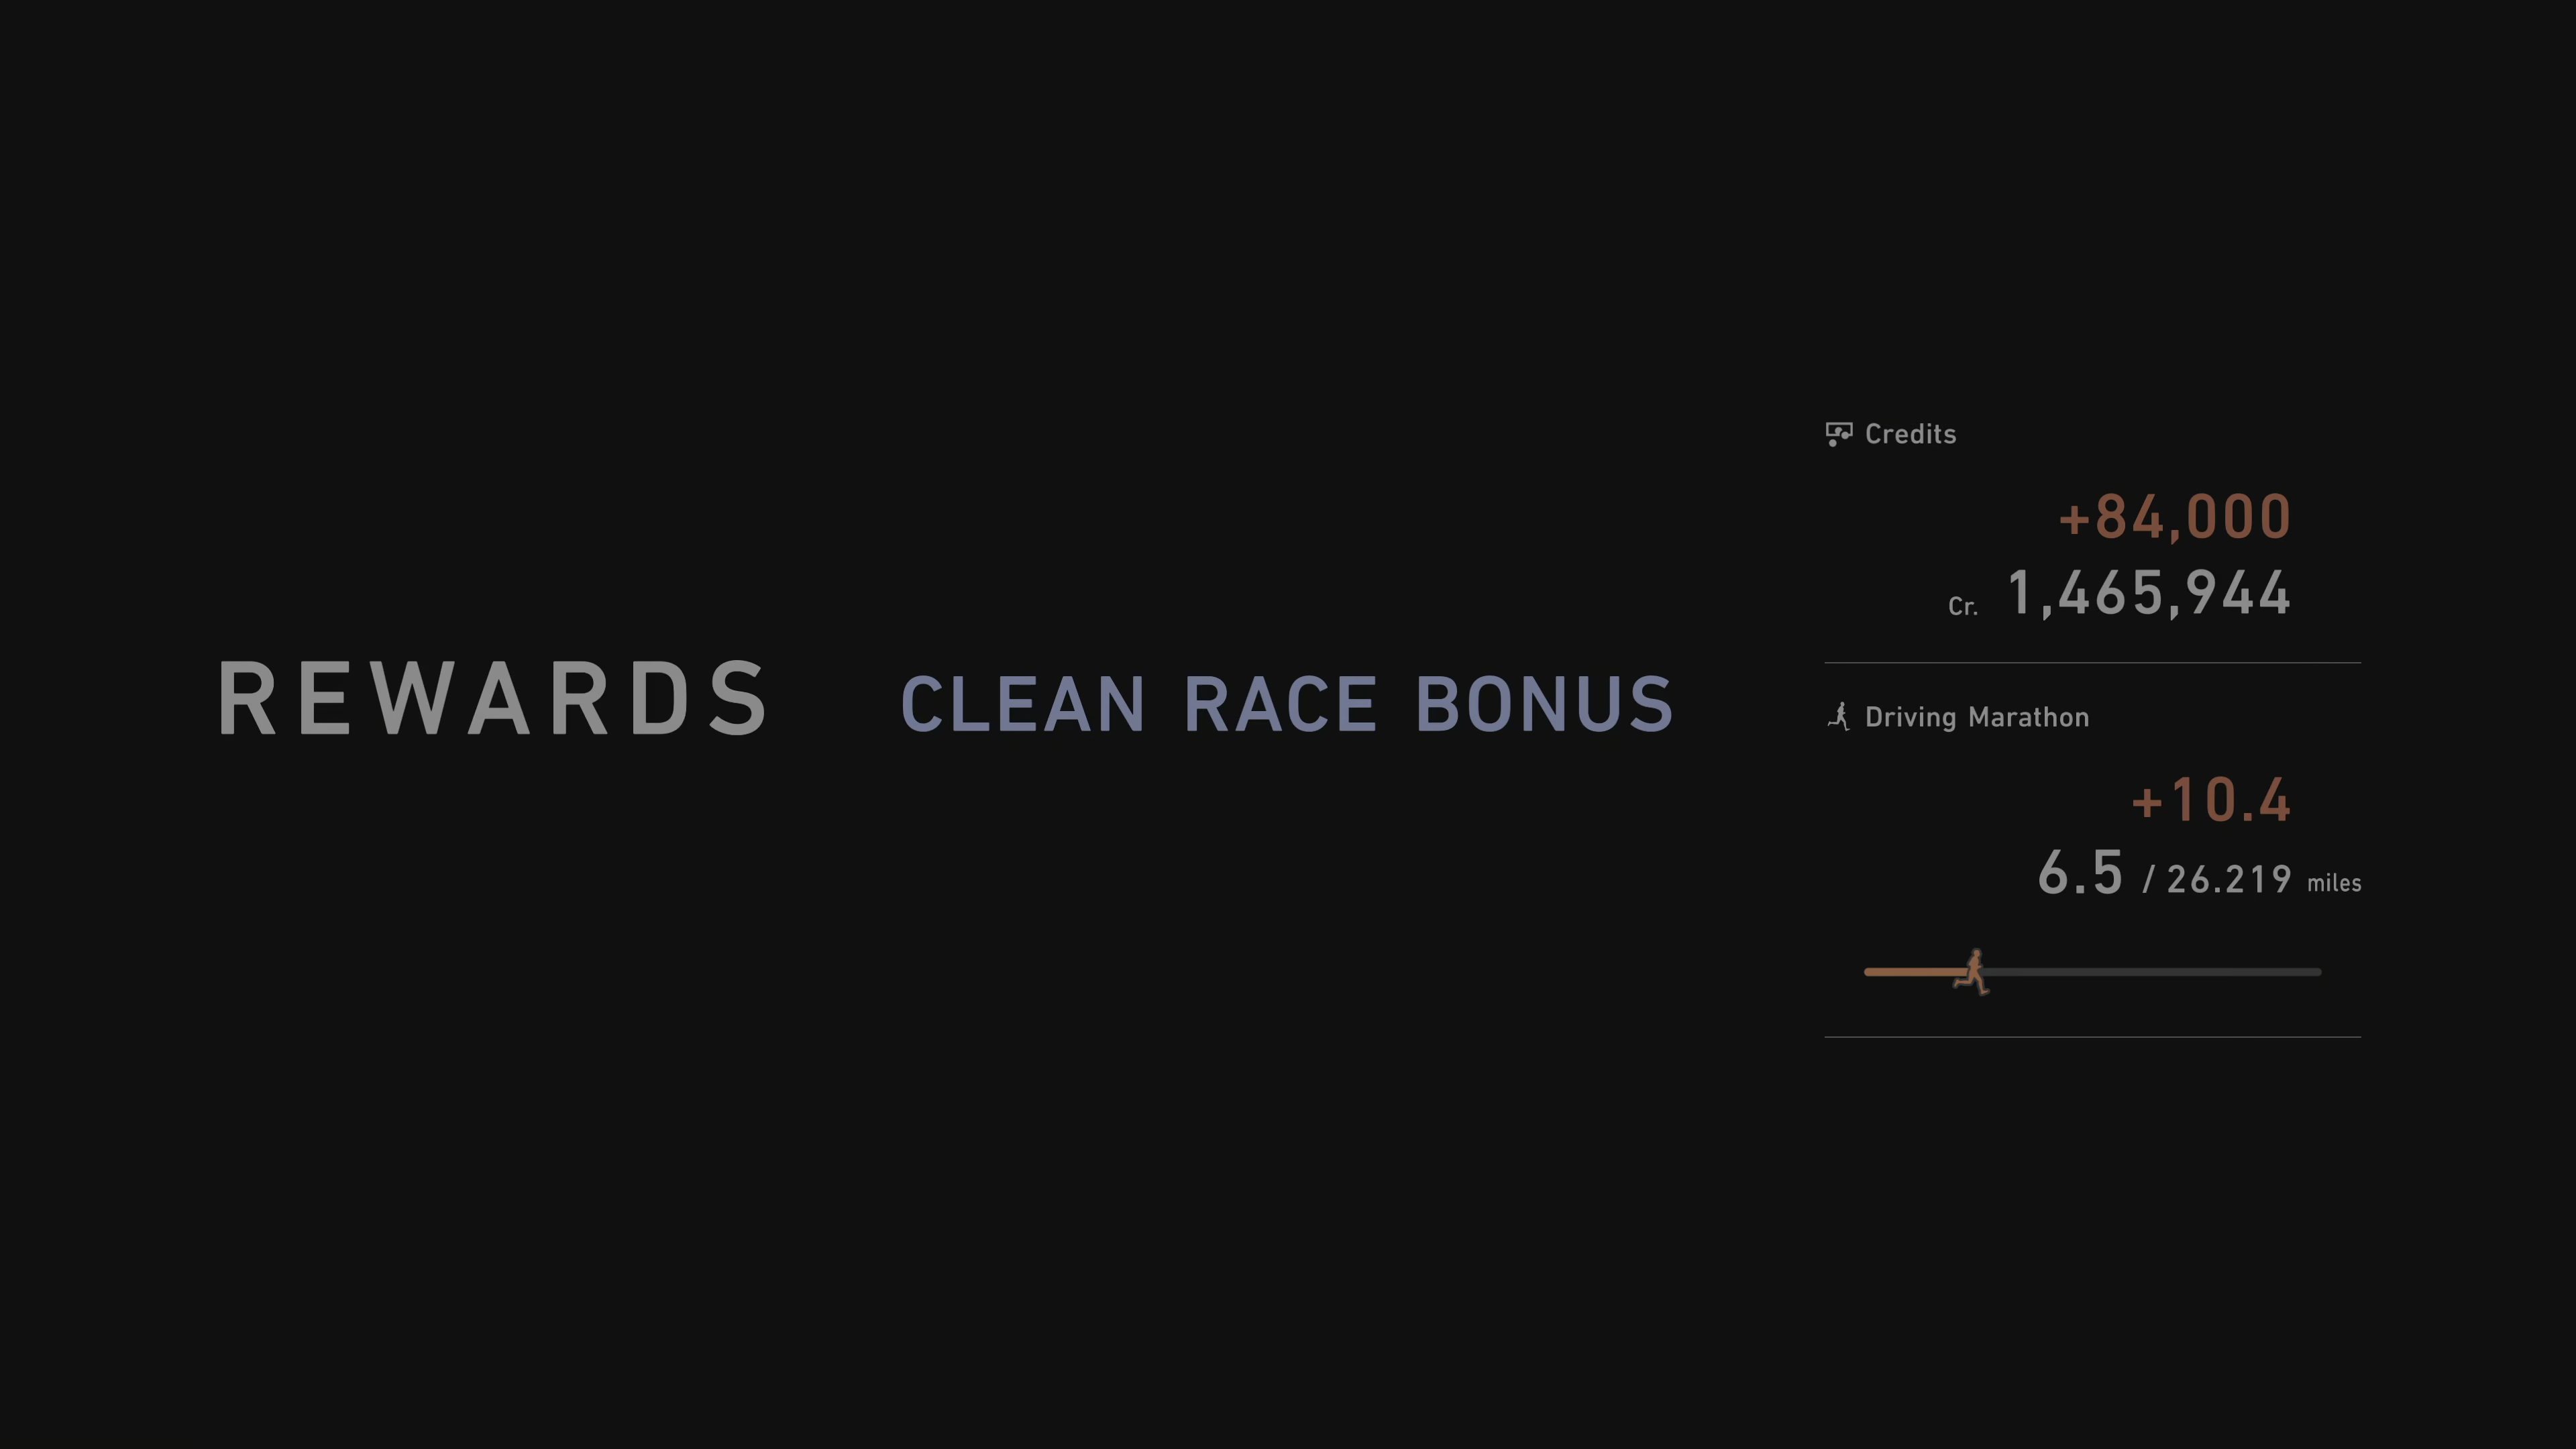 REWARDS
CLEAN RACE BONUS
Credits
+84,000
Cr. 1,465,944
Driving Marathon
+10.4
6.5 / 26.219 miles